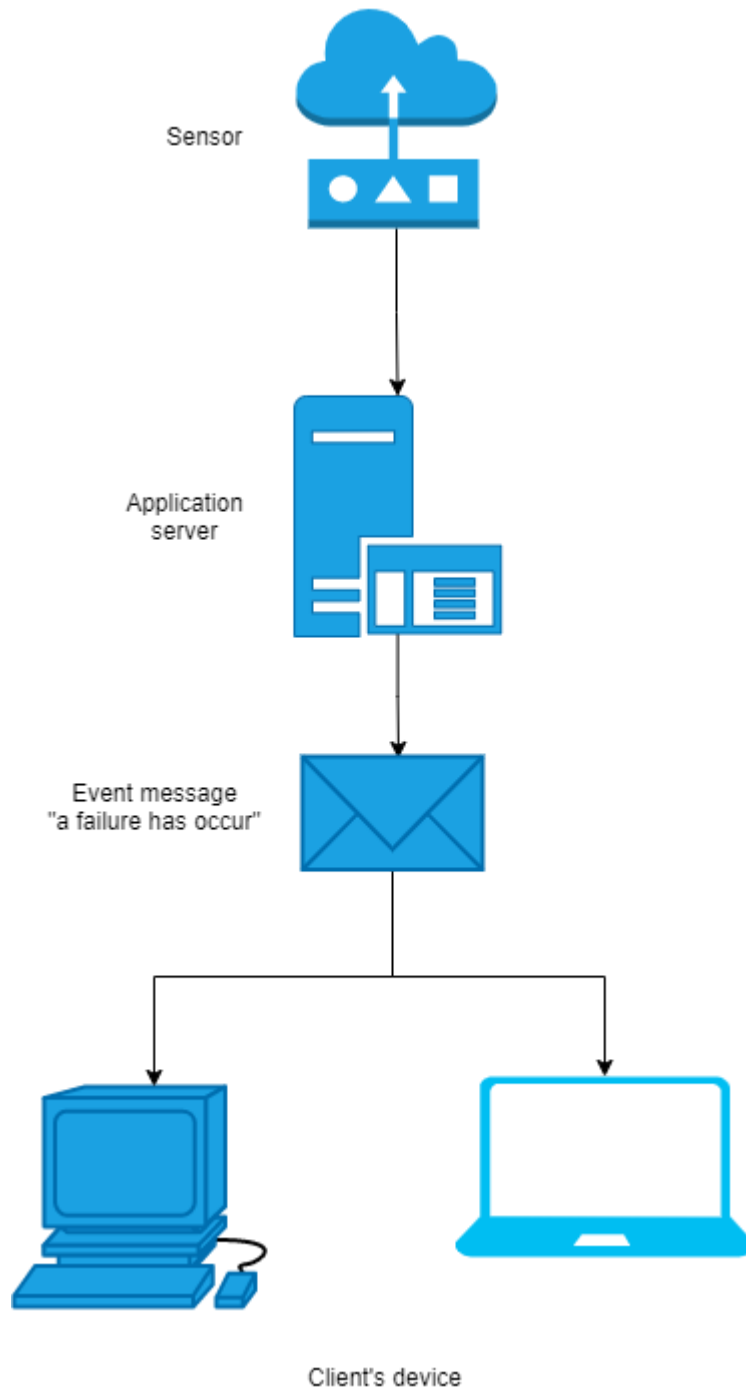 Sensor
Application
server
Event message
"a failure has occur"
Client's device